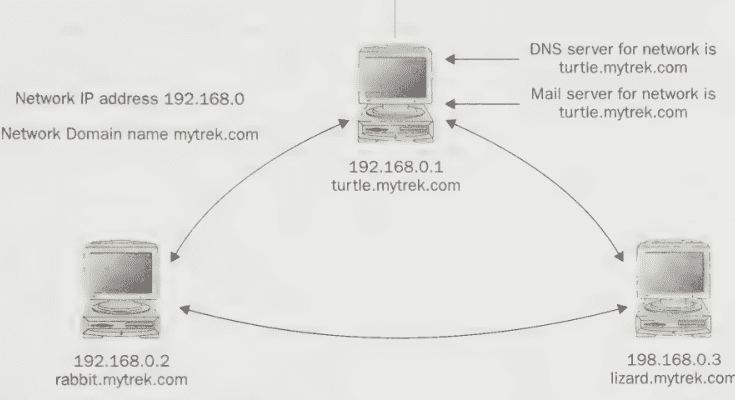 DNS server for network is
turtle.mytrek.com
Mail server for network is
turtle.mytrek.com
Network IP address 192.168.0
Network Domain name mytrek.com
192.168.0.1
turtle.mytrek.com
192.168.0.2
rabbit.mytrek.com
198.168.0.3
lizard.mytrek.com